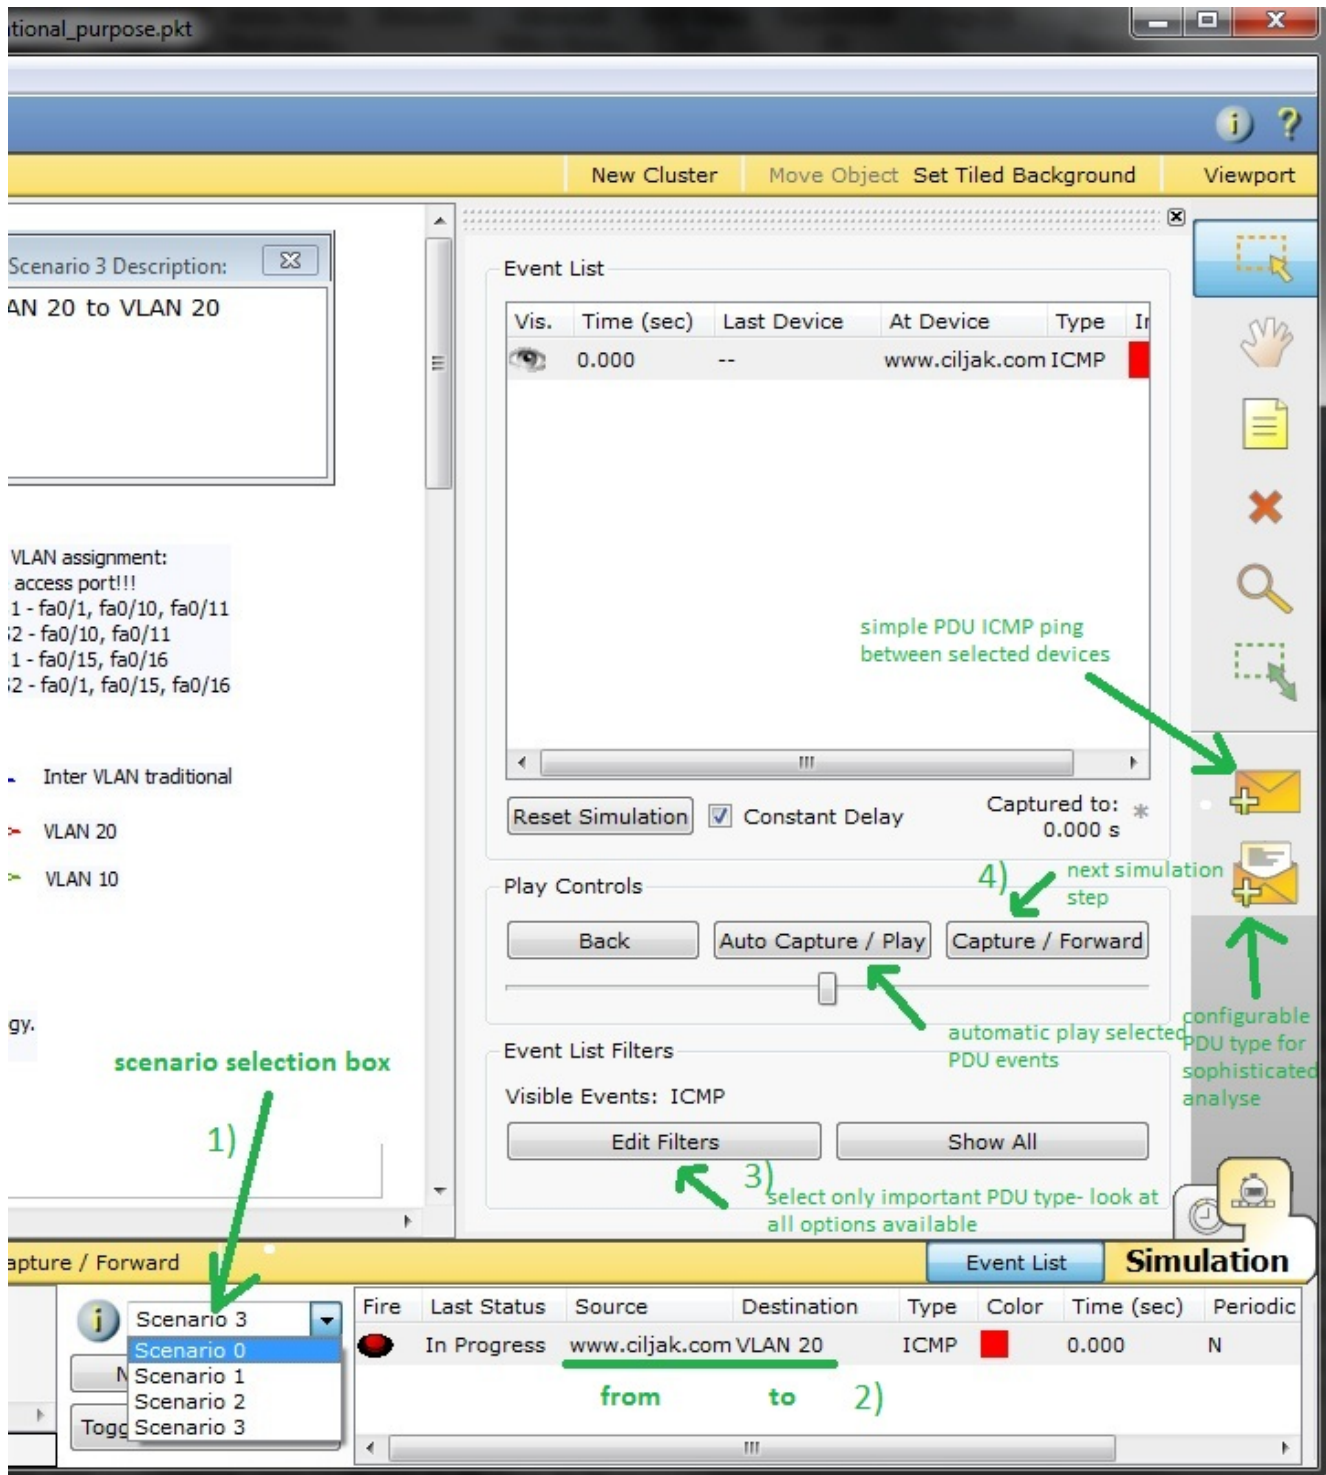 tional_purpose.pkt
New Cluster Move Object Set Tiled Background Viewport
Scenario 3 Description:
AN 20 to VLAN 20
Event List
Vis. Time (sec) Last Device At Device Type
0.000 -- www.ciljak.com ICMP
VLAN assignment:
access port!!!
1 - fa0/1, fa0/10, fa0/11
2 - fa0/10, fa0/11
1 - fa0/15, fa0/16
2 - fa0/1, fa0/15, fa0/16
simple PDU ICMP ping
between selected devices
Inter VLAN traditional
VLAN 20
VLAN 10
Reset Simulation Constant Delay Captured to:
0.000 s *
Play Controls
4) next simulation
step
Back Auto Capture / Play Capture / Forward
automatic play selected
PDU events
configurable
PDU type for
sophisticated
analyse
gy.
scenario selection box
1)
Event List Filters
Visible Events: ICMP
Edit Filters Show All
3)
select only important PDU type- look at
all options available
apture / Forward
Event List Simulation
Scenario 3
Scenario 0
Scenario 1
Scenario 2
Scenario 3
N
Togg
Fire Last Status Source Destination Type Color Time (sec) Periodic
In Progress www.ciljak.com VLAN 20 ICMP 0.000 N
from to 2)